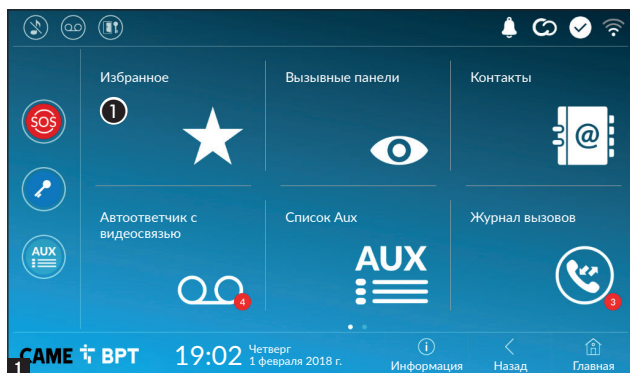 Избранное
Вызывные панели
Контакты
1
SOS
@
Автоответчик с
видеосвязью
Список Aux
Журнал вызовов
AUX
AUX
4
3
CAME BPT
19:02
Четверг
1 февраля 2018 г.
i
Информация
Назад
Главная
1